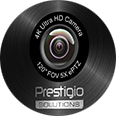 4K Ultra HD Camera
120° FOV 5X ePTZ
Prestigio
SOLUTIONS